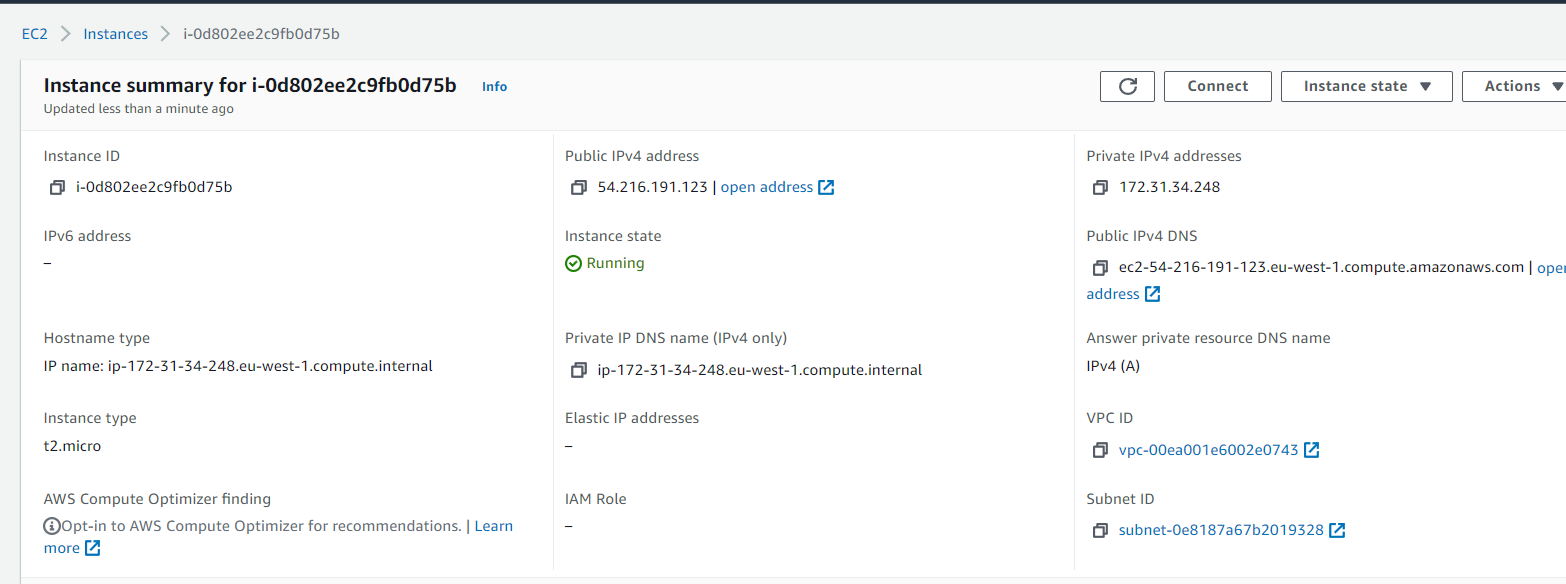 EC2 > Instances > i-0d802ee2c9fb0d75b
Instance summary for i-0d802ee2c9fb0d75b Info
Updated less than a minute ago
Connect
Instance state
Actions
Instance ID
i-0d802ee2c9fb0d75b
Public IPv4 address
54.216.191.123 | open address
Private IPv4 addresses
172.31.34.248
IPv6 address
–
Instance state
Running
Public IPv4 DNS
ec2-54-216-191-123.eu-west-1.compute.amazonaws.com | open
address
Hostname type
IP name: ip-172-31-34-248.eu-west-1.compute.internal
Private IP DNS name (IPv4 only)
ip-172-31-34-248.eu-west-1.compute.internal
Answer private resource DNS name
IPv4 (A)
Instance type
t2.micro
Elastic IP addresses
–
VPC ID
vpc-00ea001e6002e0743
AWS Compute Optimizer finding
Opt-in to AWS Compute Optimizer for recommendations. | Learn
more
IAM Role
–
Subnet ID
subnet-0e8187a67b2019328